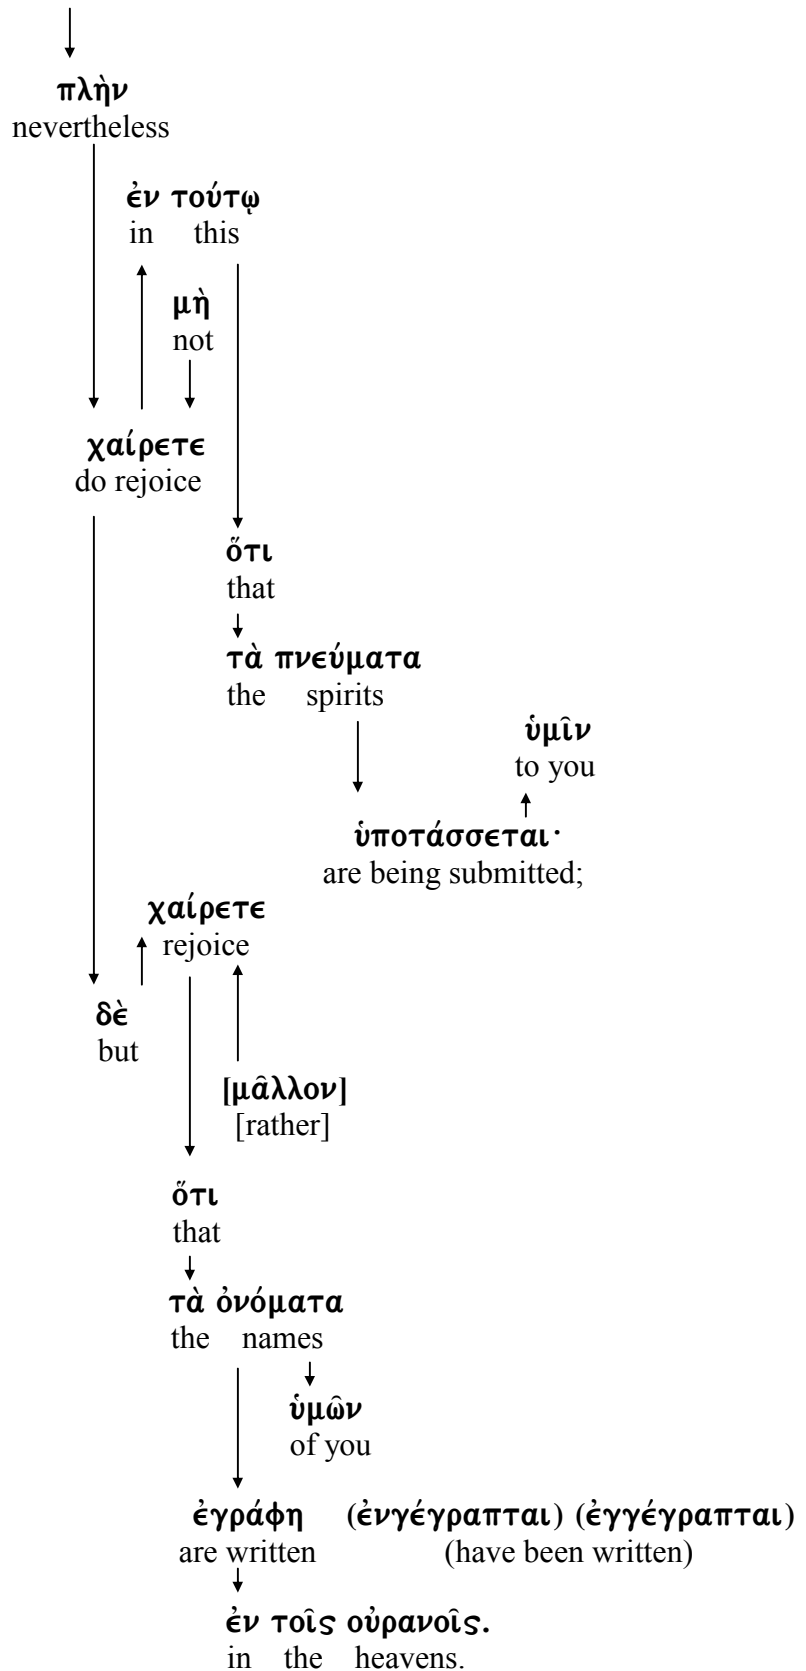 πλὴν
nevertheless
ἐν τούτῳ
in this
μὴ
not
χαίρετε
do rejoice
ὅτι
that
τὰ πνεύματα
the spirits
ὑμῖν
to you
ὑποτάσσεται·
are being submitted;
χαίρετε
rejoice
δὲ
but
[μᾶλλον]
[rather]
ὅτι
that
τὰ ὀνόματα
the names
ὑμῶν
of you
ἐγράφη (ἐνγέγραπται) (ἐγγέγραπται)
are written (have been written)
ἐν τοῖς οὐρανοῖς.
in the heavens.